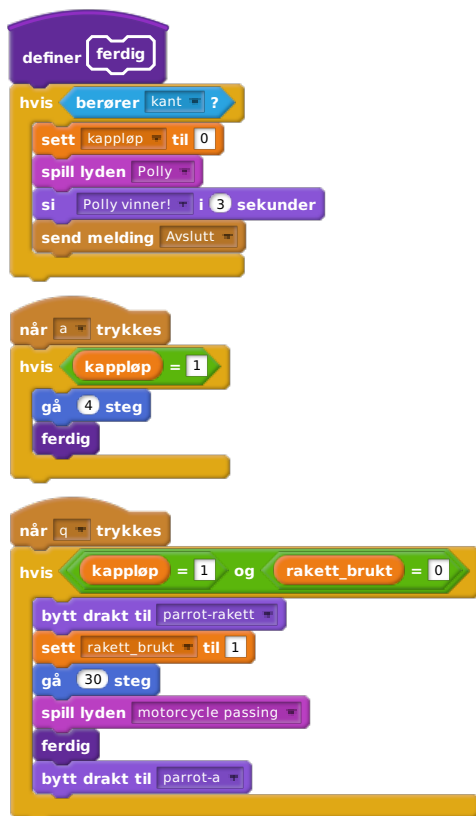 definer ferdig
hvis berører kant ?
sett kappløp til 0
spill lyden Polly
si Polly vinner! i 3 sekunder
send melding Avslutt
når a trykkes
hvis kappløp = 1
gå 4 steg
ferdig
når q trykkes
hvis kappløp = 1 og rakett_brukt = 0
bytt drakt til parrot-rakett
sett rakett_brukt til 1
gå 30 steg
spill lyden motorcycle passing
ferdig
bytt drakt til parrot-a